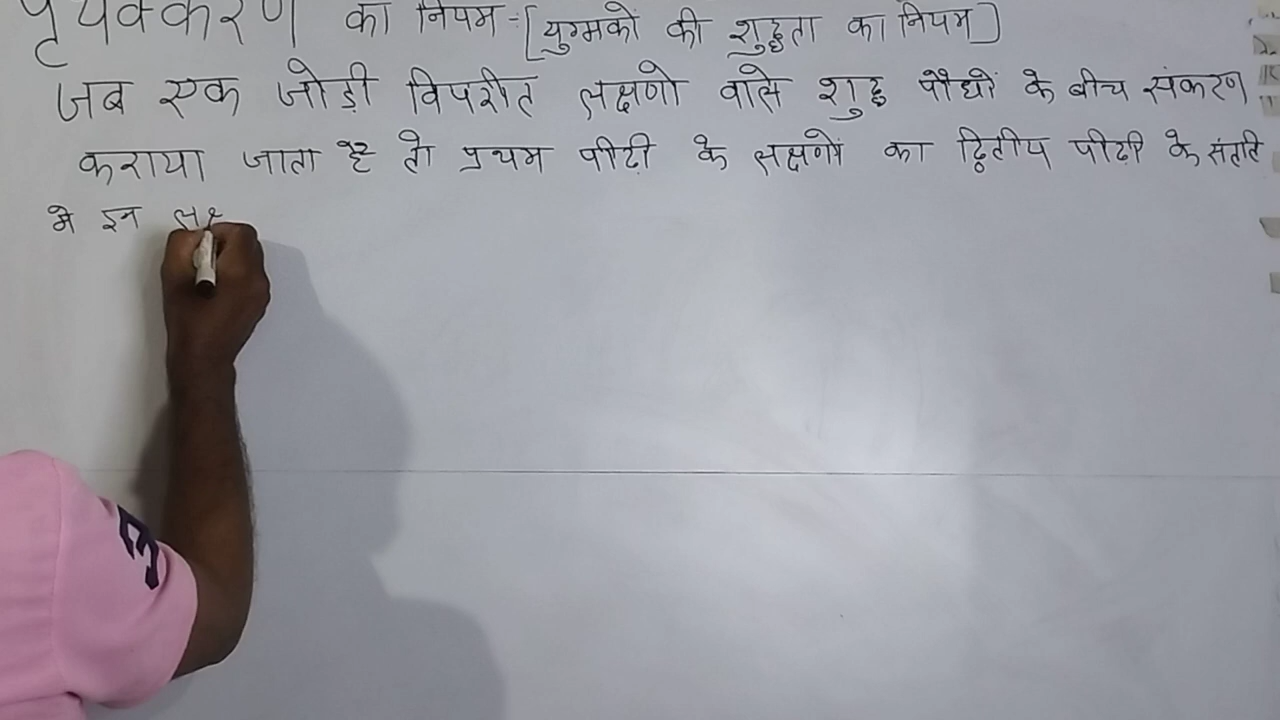 पृथक्करण का नियम:-[युग्मकों की शुद्धता का नियम]
जब एक जोड़ी विपरीत लक्षणो वाले शुद्ध पौधों के बीच संकरण
कराया जाता है तो प्रथम पीढी के लक्षणों का द्वितीय पीढी के संतति
मे इन